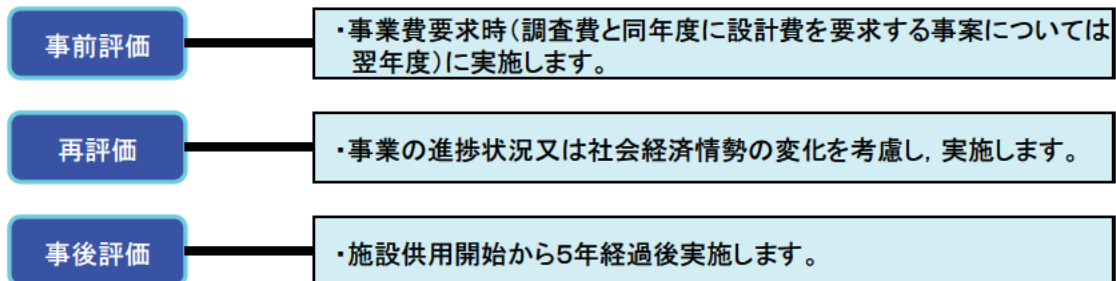 事前評価
・事業費要求時(調査費と同年度に設計費を要求する事案については
翌年度)に実施します。
再評価
・事業の進捗状況又は社会経済情勢の変化を考慮し,実施します。
事後評価
・施設供用開始から5年経過後実施します。